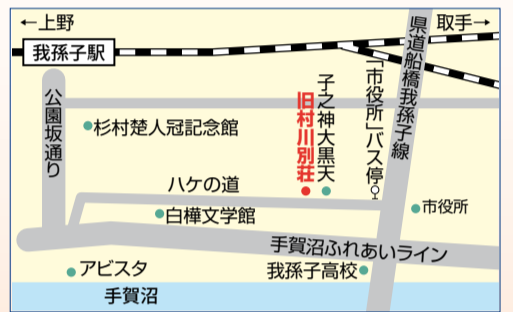 ←上野
取手→
我孫子駅
県道船橋我孫子線
「市役所」バス停
子之神大黒天
旧村川別荘
公園坂通り
杉村楚人冠記念館
ハケの道
市役所
白樺文学館
手賀沼ふれあいライン
アビスタ
我孫子高校
手賀沼